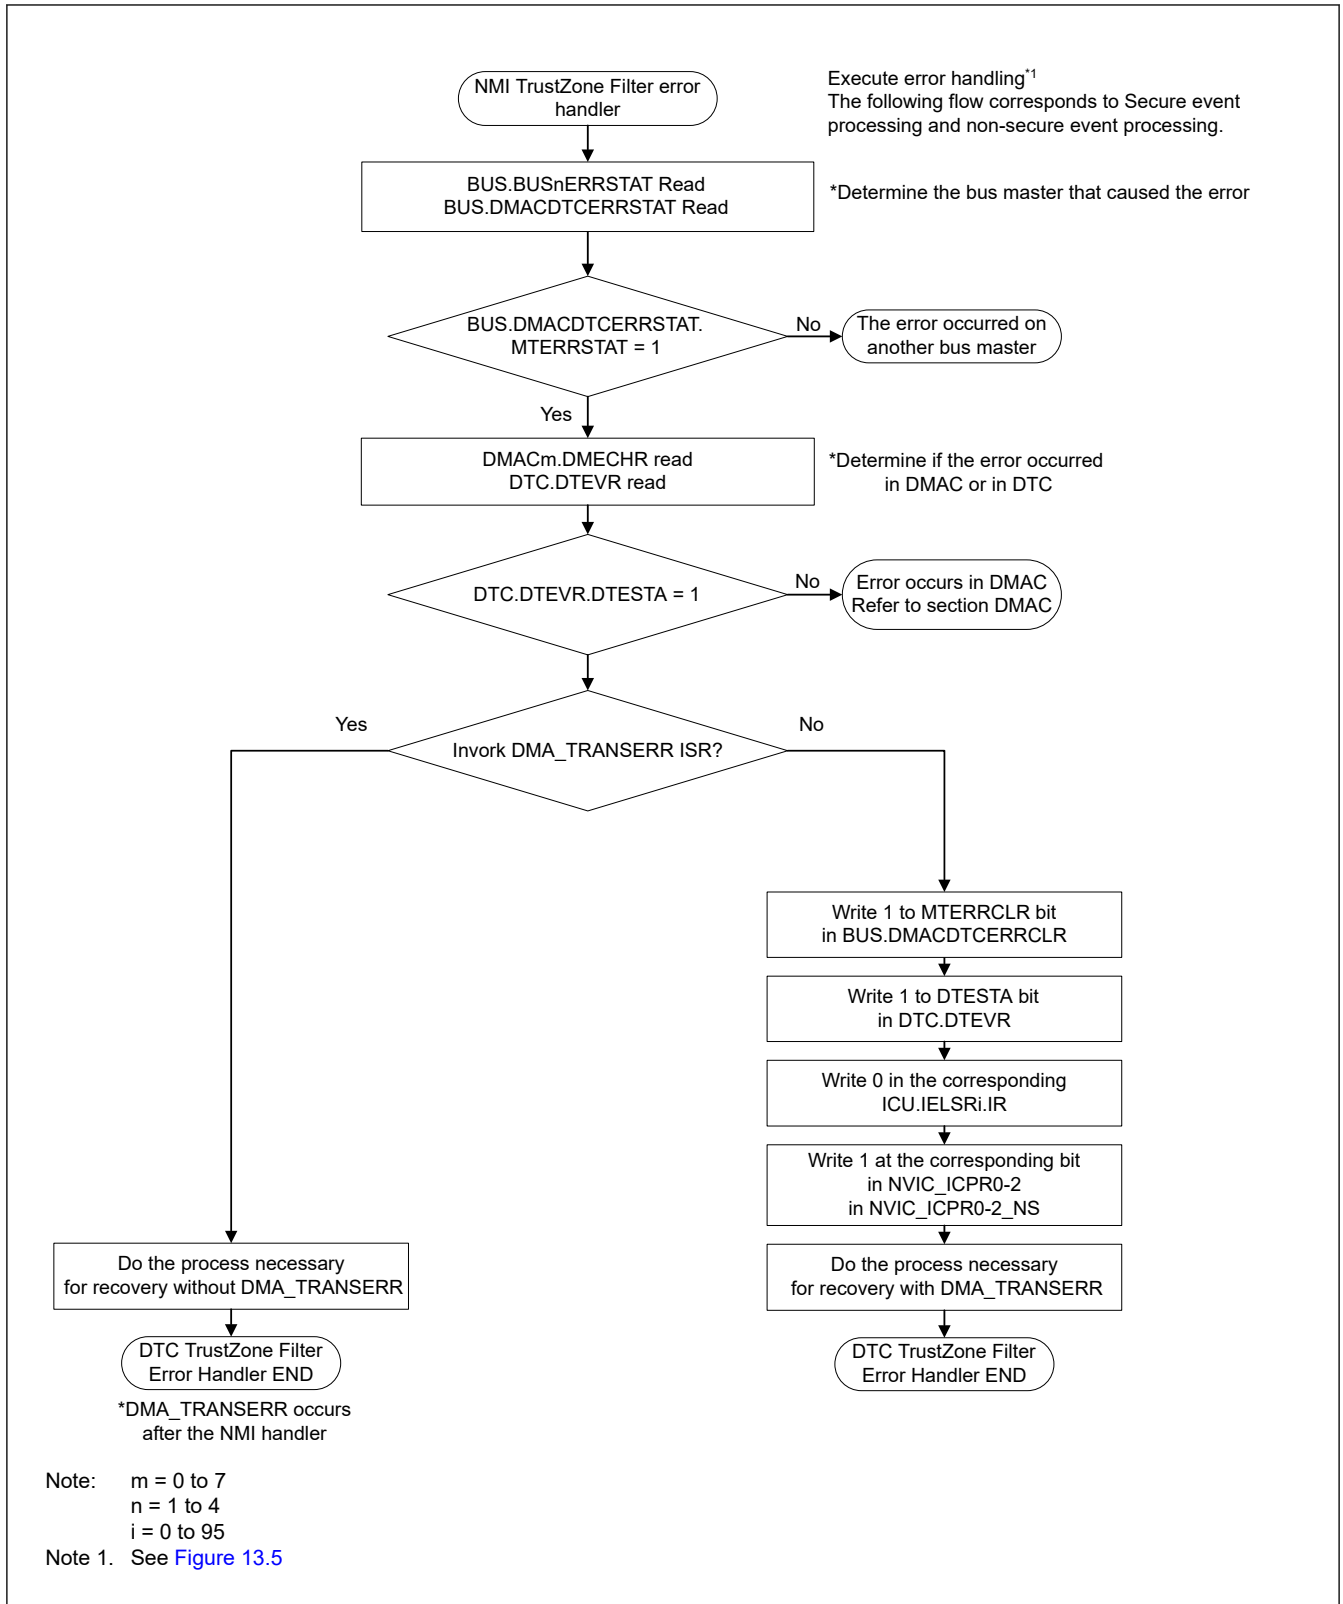 NMI TrustZone Filter error
handler
Execute error handling*1
The following flow corresponds to Secure event
processing and non-secure event processing.
BUS.BUSnERRSTAT Read
BUS.DMACDTCERRSTAT Read
*Determine the bus master that caused the error
BUS.DMACDTCERRSTAT.
MTERRSTAT = 1
No
The error occurred on
another bus master
Yes
DMACm.DMECHR read
DTC.DTEVR read
*Determine if the error occurred
in DMAC or in DTC
DTC.DTEVR.DTESTA = 1
No
Error occurs in DMAC
Refer to section DMAC
Yes
No
Invork DMA_TRANSERR ISR?
Write 1 to MTERRCLR bit
in BUS.DMACDTCERRCLR
Write 1 to DTESTA bit
in DTC.DTEVR
Write 0 in the corresponding
ICU.IELSRi.IR
Write 1 at the corresponding bit
in NVIC_ICPR0-2
in NVIC_ICPR0-2_NS
Do the process necessary
for recovery without DMA_TRANSERR
Do the process necessary
for recovery with DMA_TRANSERR
DTC TrustZone Filter
Error Handler END
DTC TrustZone Filter
Error Handler END
*DMA_TRANSERR occurs
after the NMI handler
Note: m = 0 to 7
n = 1 to 4
i = 0 to 95
Note 1. See Figure 13.5